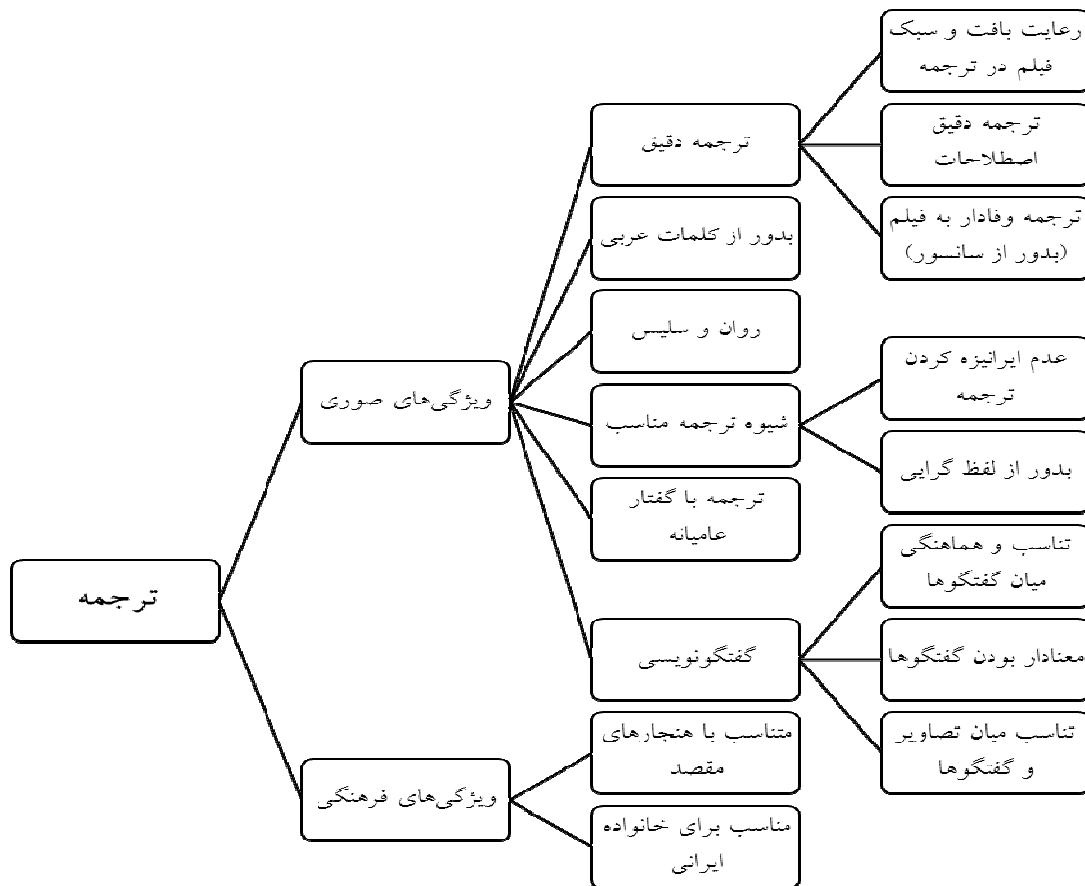 رعایت بافت و سبک
فیلم در ترجمه
ترجمه دقیق
ترجمه دقیق
اصطلاحات
ترجمه وفادار به فیلم
(بدور از سانسور)
بدور از کلمات عربی
روان و سلیس
ویژگی‌های صوری
شیوه ترجمه مناسب
عدم ایرانیزه کردن
ترجمه
بدور از لفظ گرایی
ترجمه با گفتار
عامیانه
تناسب و هماهنگی
میان گفتگوها
ترجمه
گفتگونویسی
معنادار بودن گفتگوها
تناسب میان تصاویر
و گفتگوها
ویژگی‌های فرهنگی
متناسب با هنجارهای
مقصد
مناسب برای خانواده
ایرانی